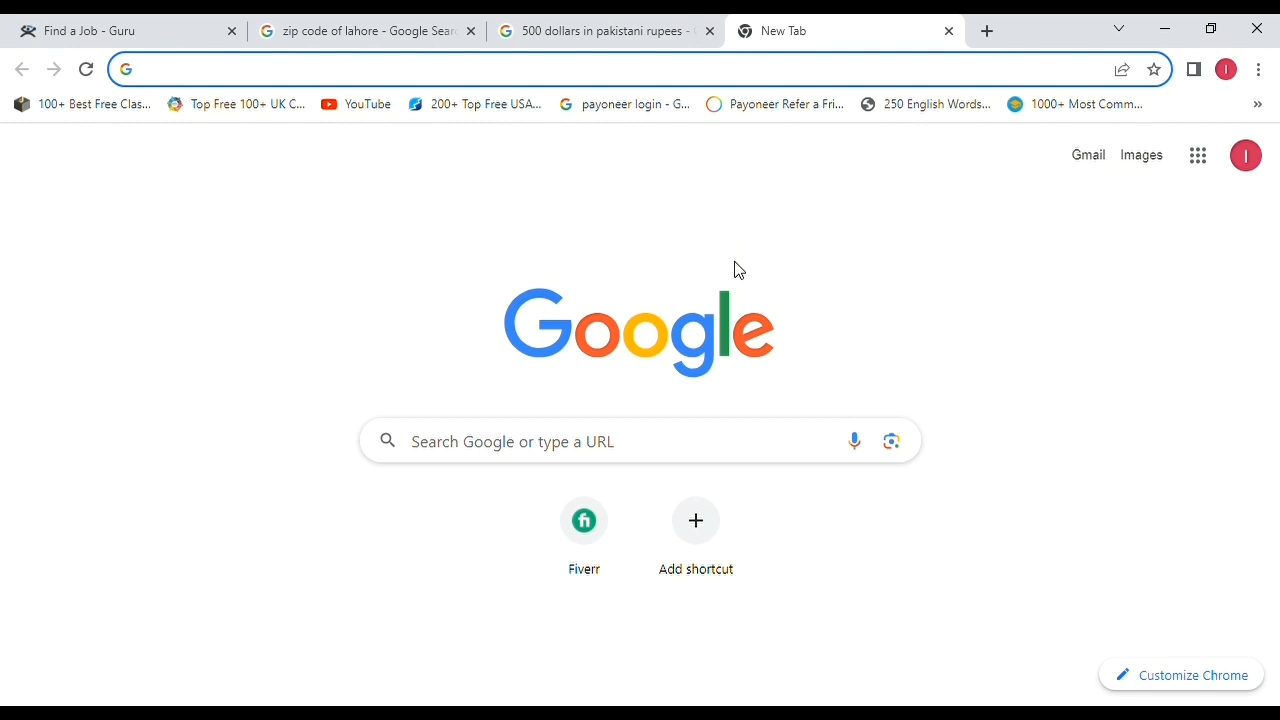 Find a Job - Guru
zip code of lahore - Google Sear
500 dollars in pakistani rupees -
New Tab
I
100+ Best Free Clas...
Top Free 100+ UK C...
YouTube
200+ Top Free USA...
payoneer login - G...
Payoneer Refer a Fri...
250 English Words...
1000+ Most Comm...
»
Gmail
Images
I
Google
Search Google or type a URL
fi
Fiverr
Add shortcut
Customize Chrome